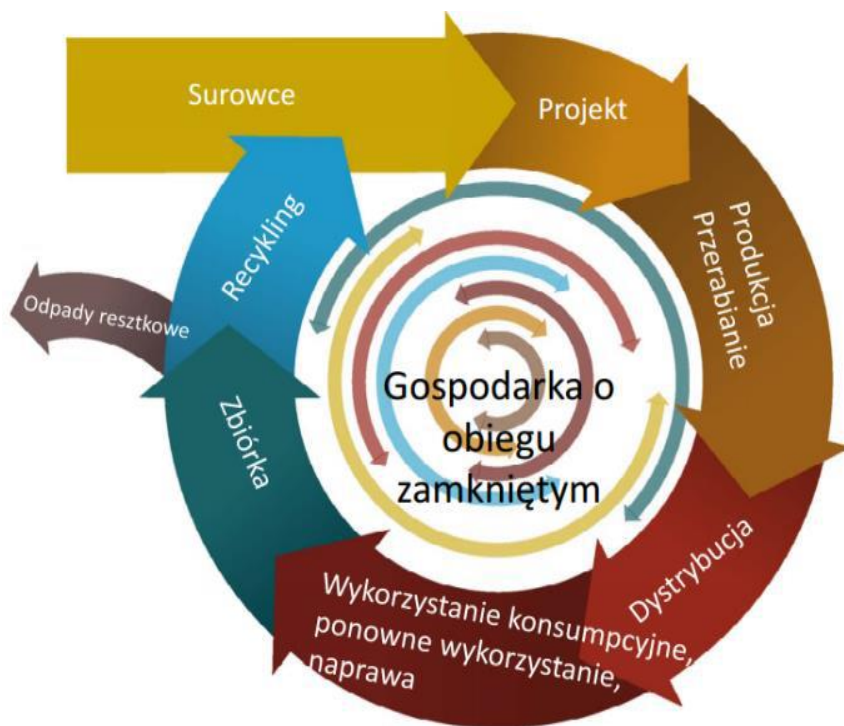 Surowce
Projekt
Produkcja
Przerabianie
Dystrybucja
Wykorzystanie konsumpcyjne,
ponowne wykorzystanie,
naprawa
Zbiórka
Recykling
Odpady resztkowe
Gospodarka o
obiegu
zamkniętym